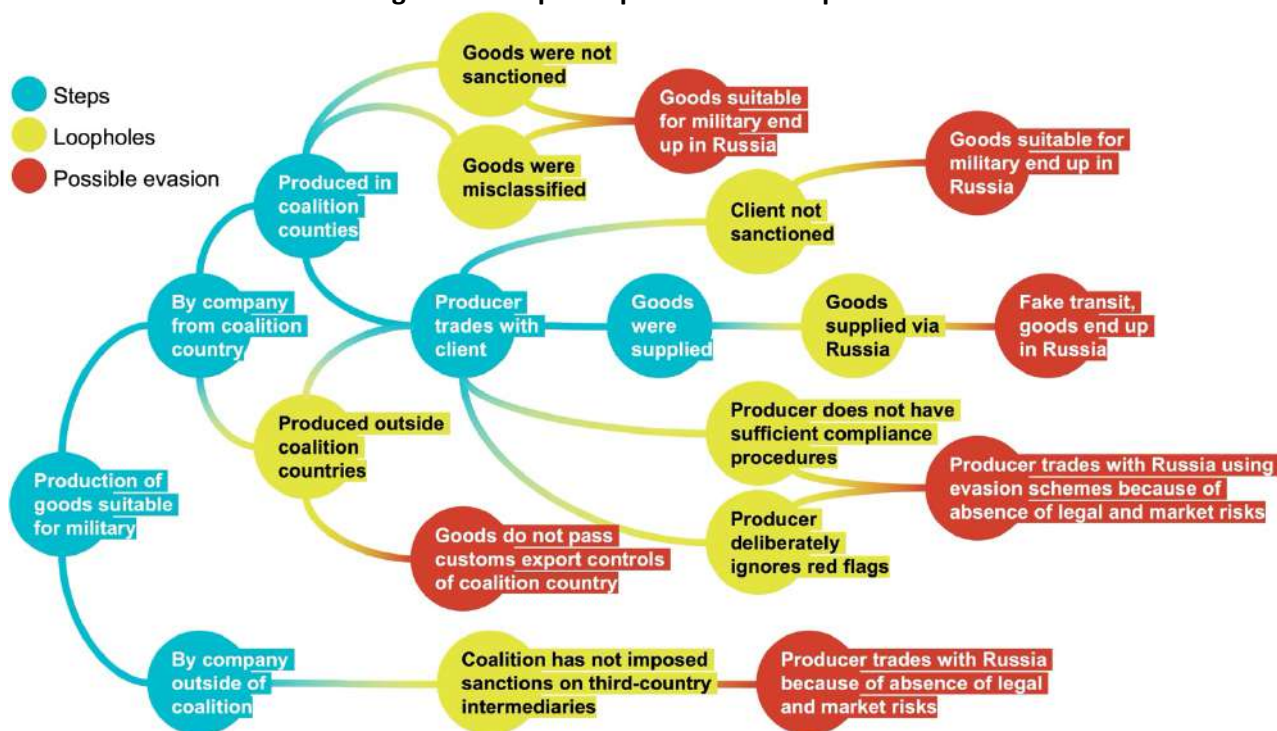 Steps
Loopholes
Possible evasion
Goods were not
sanctioned
Goods suitable
for military end
up in Russia
Goods suitable for
military end up in
Russia
Goods were
misclassified
Produced in
coalition
counties
Client not
sanctioned
By company
from coalition
country
Producer
trades with
client
Goods
were
supplied
Goods
supplied via
Russia
Fake transit,
goods end up
in Russia
Produced outside
coalition
countries
Producer does not have
sufficient compliance
procedures
Production of
goods suitable
for military
Producer trades with Russia using
evasion schemes because of
absence of legal and market risks
Goods do not pass
customs export controls
of coalition country
Producer
deliberately
ignores red flags
By company
outside of
coalition
Coalition has not imposed
sanctions on third-country
intermediaries
Producer trades with Russia
because of absence of legal
and market risks